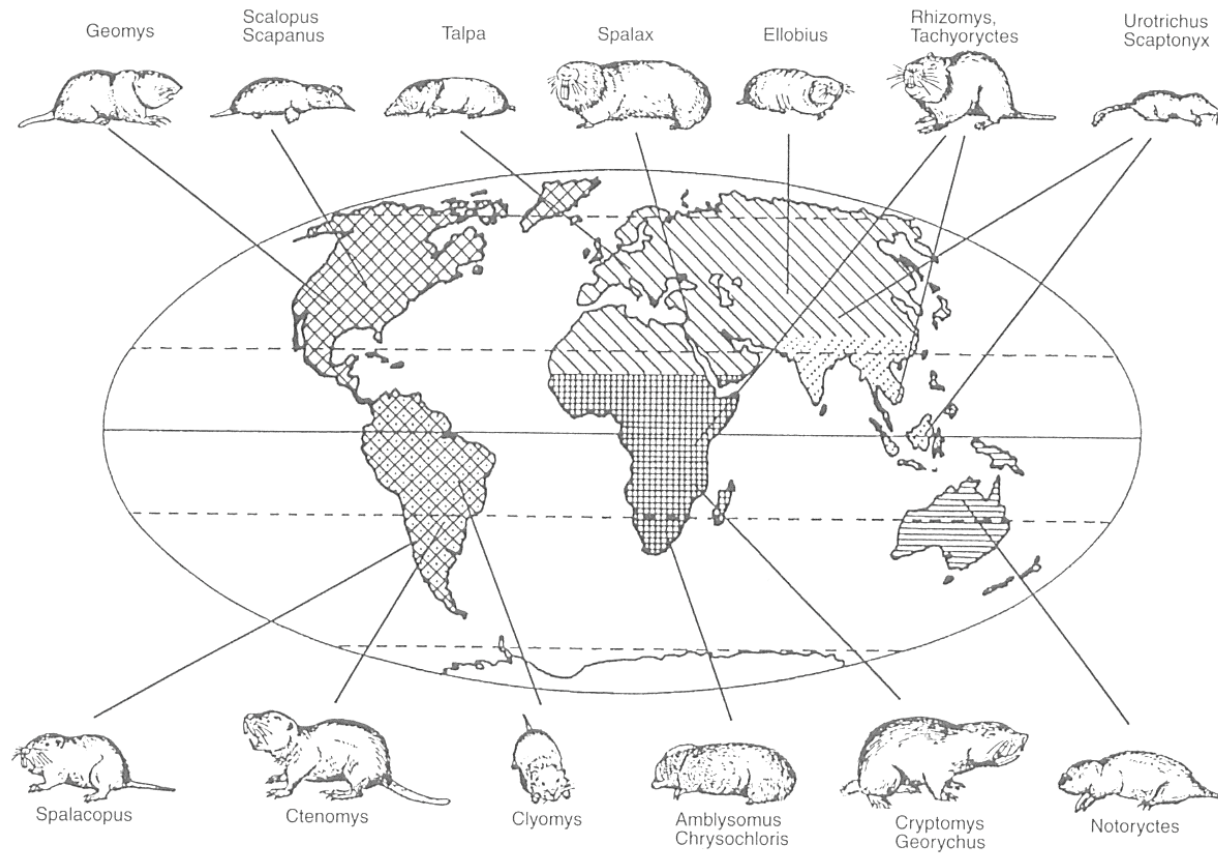 Geomys
Scalopus
Scapanus
Talpa
Spalax
Ellobius
Rhizomys,
Tachyoryctes
Urotrichus
Scaptonyx
Spalacopus
Ctenomys
Clyomys
Amblysomus
Chrysochloris
Cryptomys
Georychus
Notoryctes